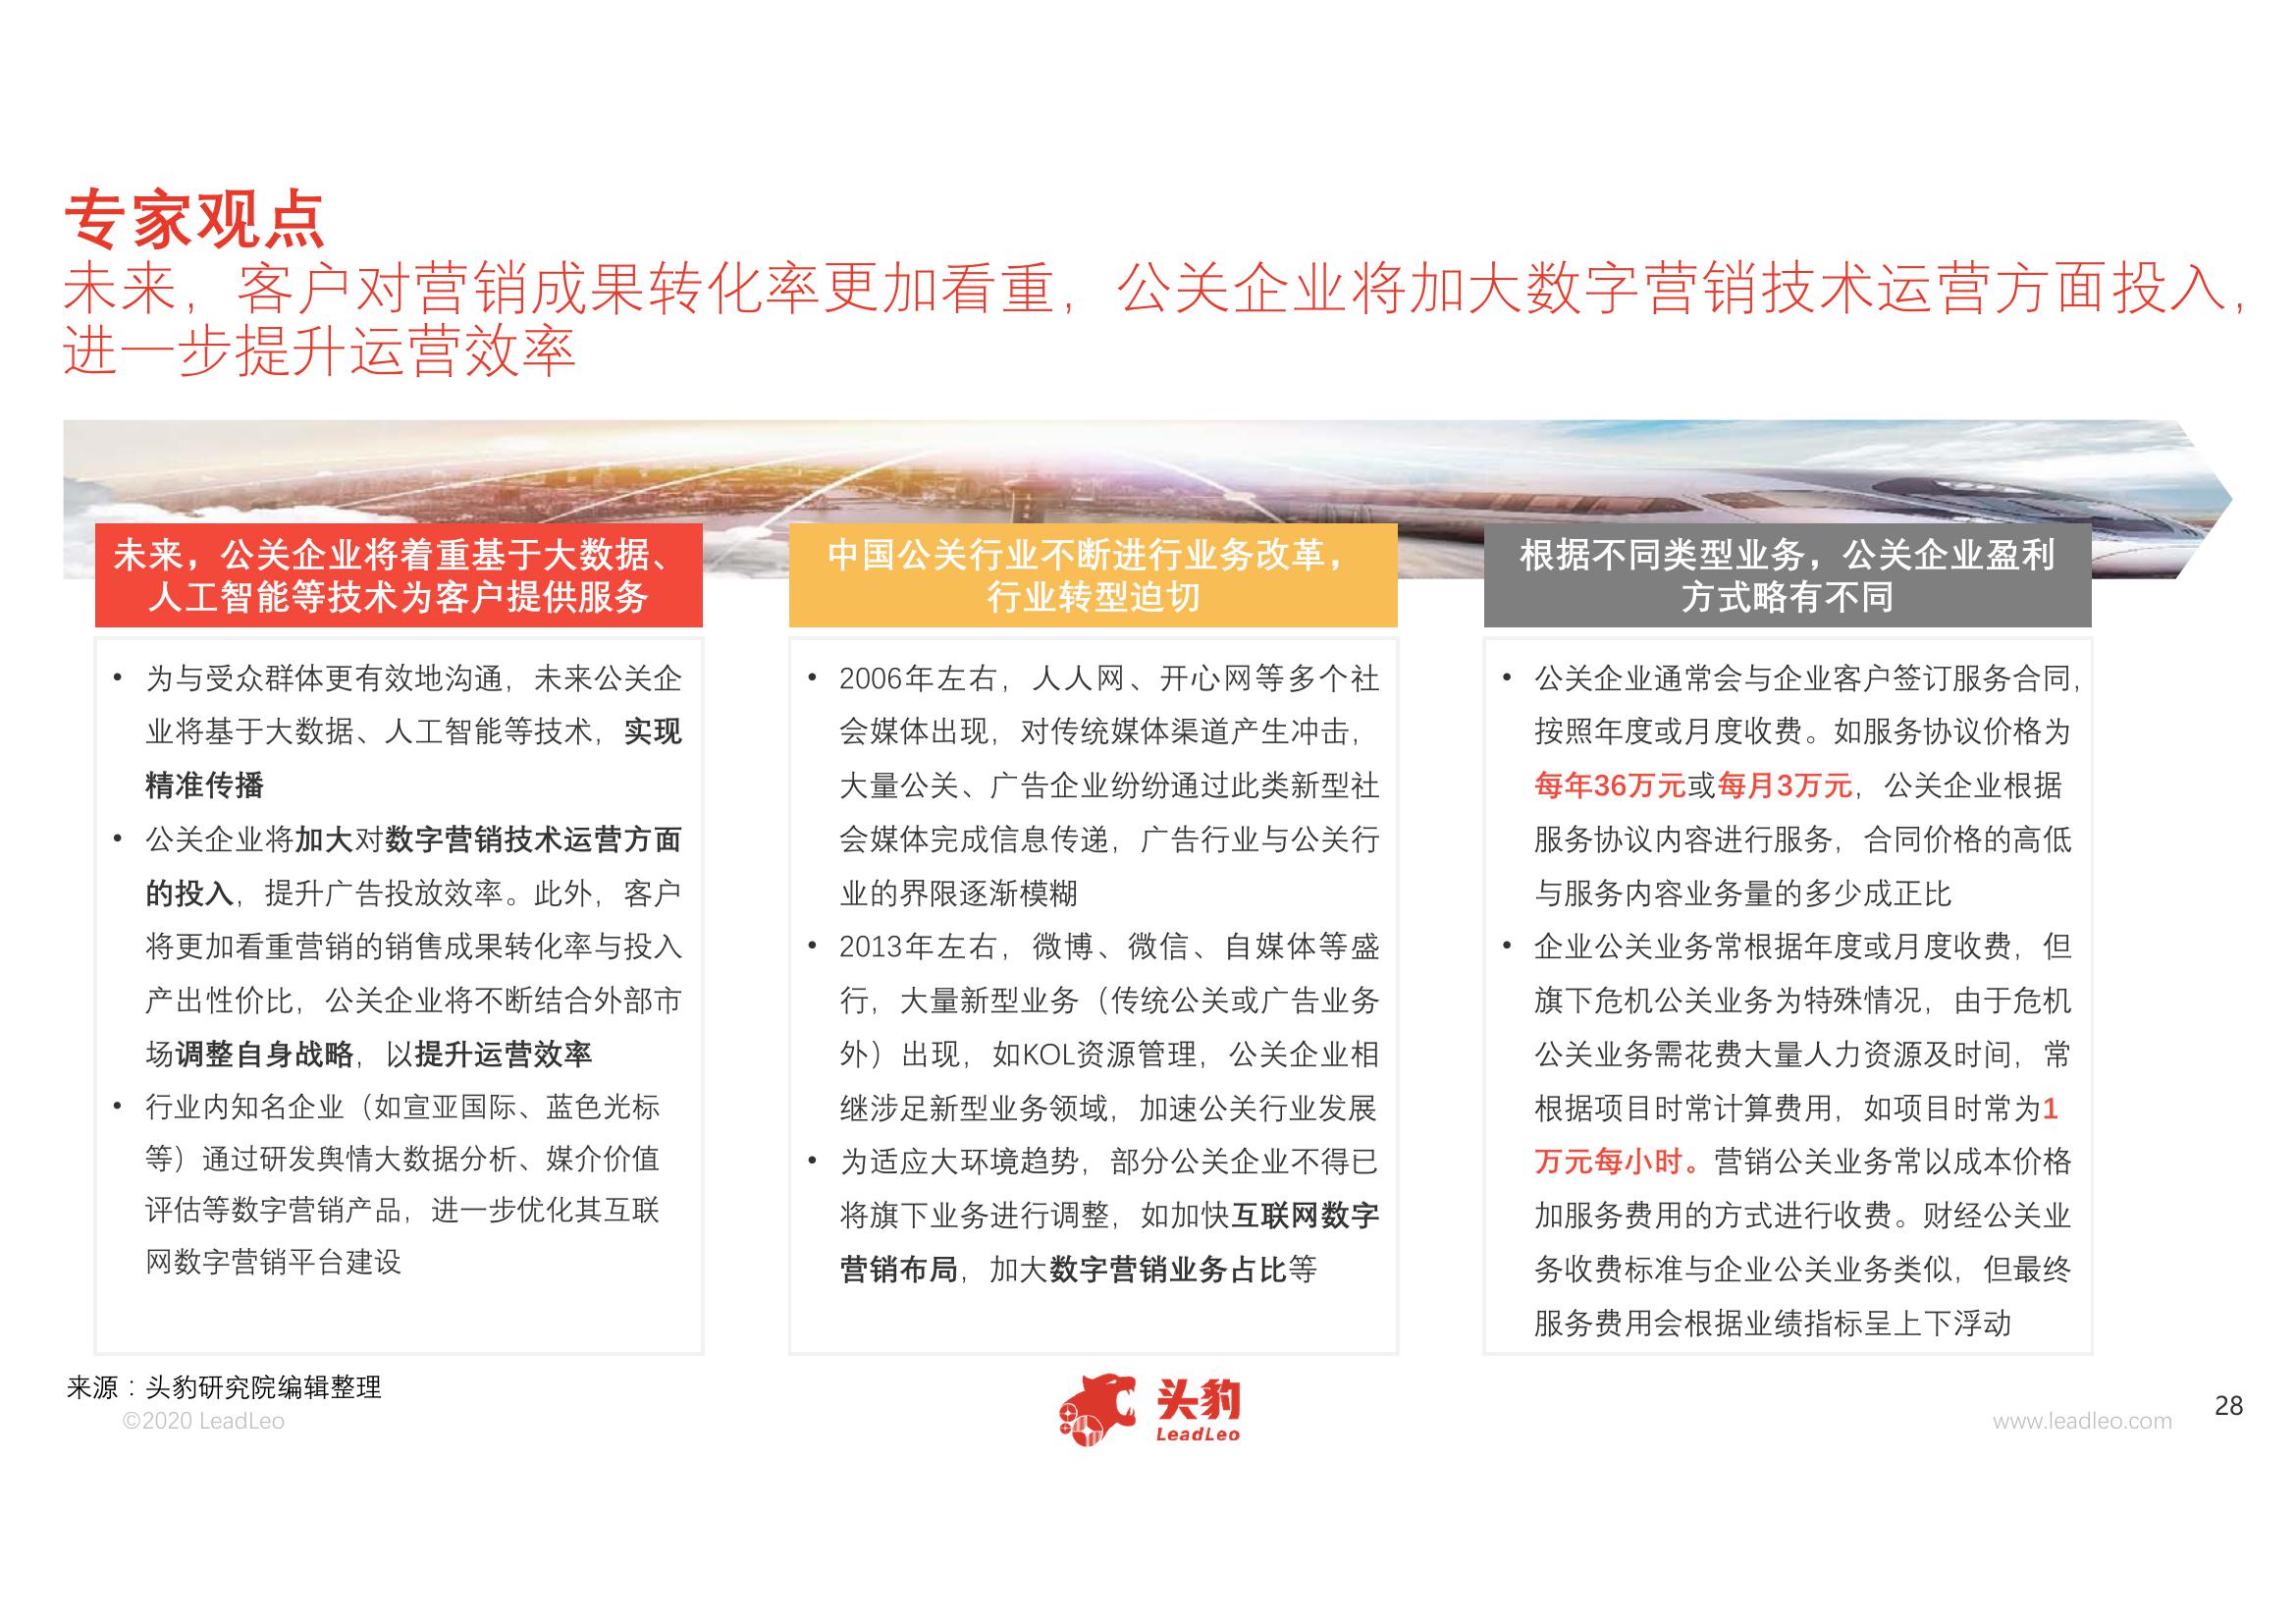 专家观点
未来，客户对营销成果转化率更加看重，公关企业将加大数字营销技术运营方面投入，
进一步提升运营效率
未来，公关企业将着重基于大数据、
人工智能等技术为客户提供服务
• 为与受众群体更有效地沟通，未来公关企
业将基于大数据、人工智能等技术，实现
精准传播
• 公关企业将加大对数字营销技术运营方面
的投入，提升广告投放效率。此外，客户
将更加看重营销的销售成果转化率与投入
产出性价比，公关企业将不断结合外部市
场调整自身战略，以提升运营效率
• 行业内知名企业（如宣亚国际、蓝色光标
等）通过研发舆情大数据分析、媒介价值
评估等数字营销产品，进一步优化其互联
网数字营销平台建设
中国公关行业不断进行业务改革，
行业转型迫切
• 2006年左右，人人网、开心网等多个社
会媒体出现，对传统媒体渠道产生冲击，
大量公关、广告企业纷纷通过此类新型社
会媒体完成信息传递，广告行业与公关行
业的界限逐渐模糊
• 2013年左右，微博、微信、自媒体等盛
行，大量新型业务（传统公关或广告业务
外）出现，如KOL资源管理，公关企业相
继涉足新型业务领域，加速公关行业发展
• 为适应大环境趋势，部分公关企业不得已
将旗下业务进行调整，如加快互联网数字
营销布局，加大数字营销业务占比等
根据不同类型业务，公关企业盈利
方式略有不同
• 公关企业通常会与企业客户签订服务合同，
按照年度或月度收费。如服务协议价格为
每年36万元或每月3万元，公关企业根据
服务协议内容进行服务，合同价格的高低
与服务内容业务量的多少成正比
• 企业公关业务常根据年度或月度收费，但
旗下危机公关业务为特殊情况，由于危机
公关业务需花费大量人力资源及时间，常
根据项目时常计算费用，如项目时常为1
万元每小时。营销公关业务常以成本价格
加服务费用的方式进行收费。财经公关业
务收费标准与企业公关业务类似，但最终
服务费用会根据业绩指标呈上下浮动
来源：头豹研究院编辑整理
©2020 LeadLeo
头豹
LeadLeo
www.leadleo.com
28